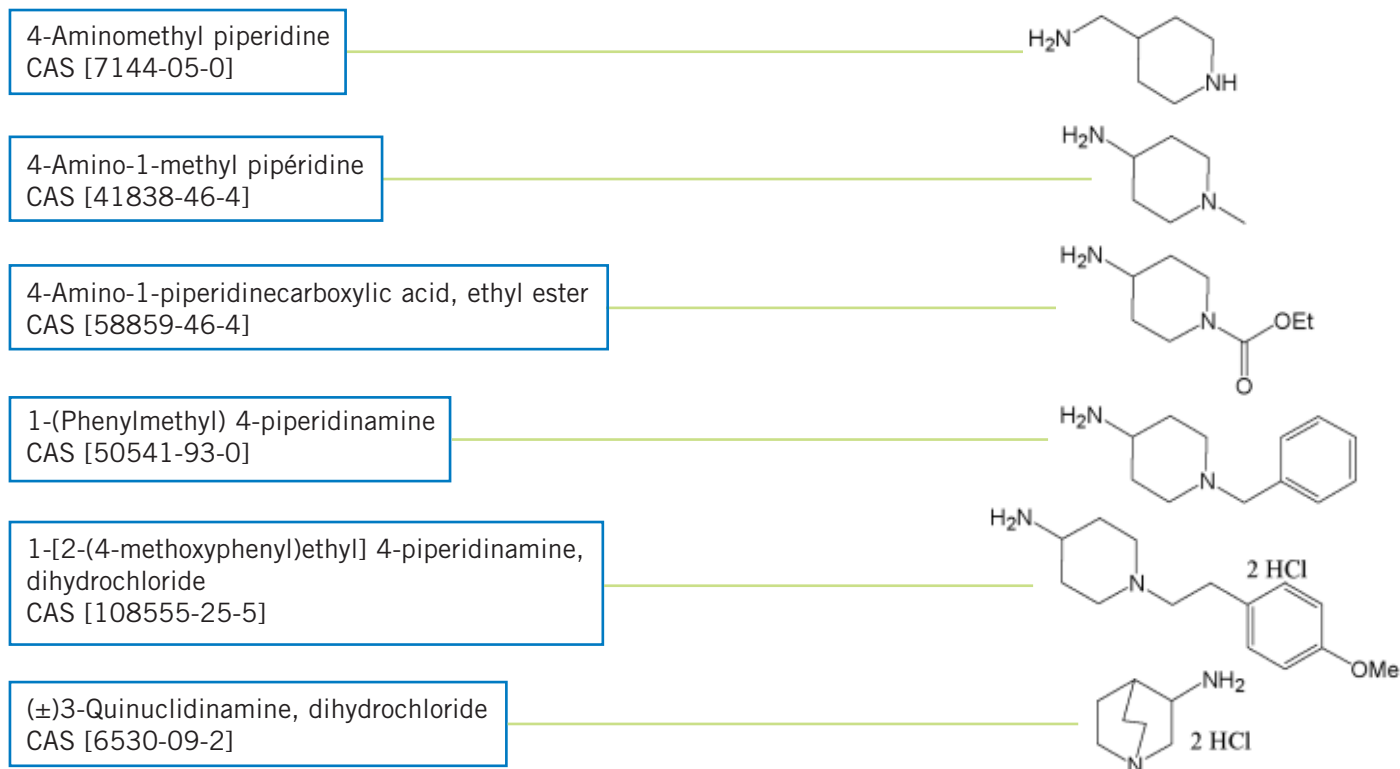 4-Aminomethyl piperidine
CAS [7144-05-0]
H₂N
NH
4-Amino-1-methyl pipéridine
CAS [41838-46-4]
H₂N
N
4-Amino-1-piperidinecarboxylic acid, ethyl ester
CAS [58859-46-4]
H₂N
N
OEt
O
1-(Phenylmethyl) 4-piperidinamine
CAS [50541-93-0]
H₂N
N
1-[2-(4-methoxyphenyl)ethyl] 4-piperidinamine,
dihydrochloride
CAS [108555-25-5]
H₂N
N
2 HCl
OMe
(±)3-Quinuclidinamine, dihydrochloride
CAS [6530-09-2]
NH₂
2 HCl
N